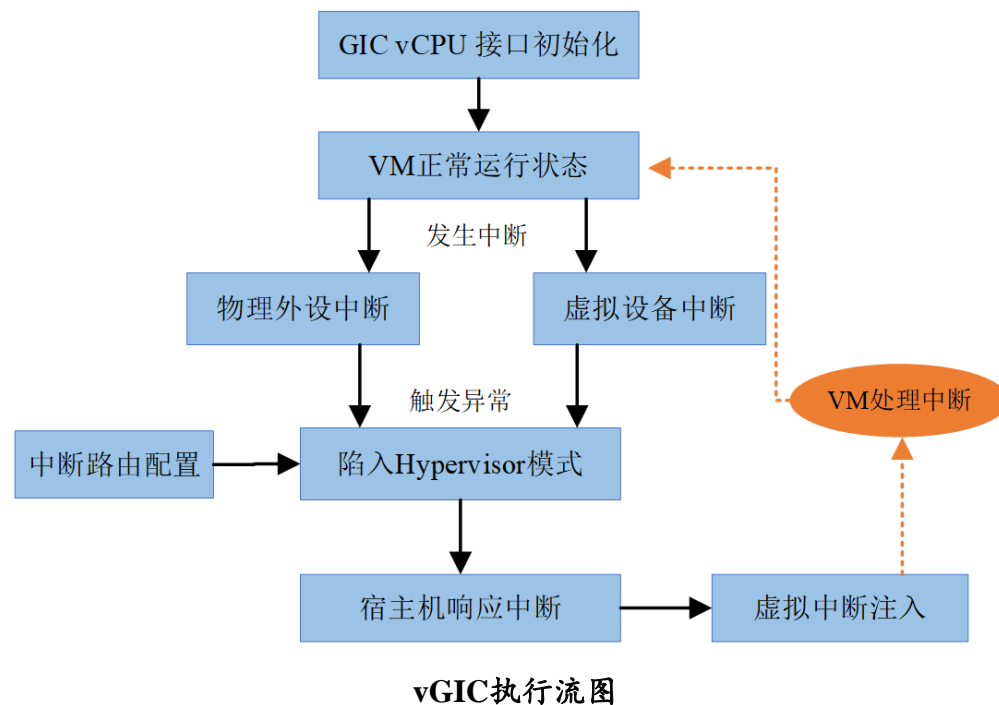 GIC vCPU 接口初始化
VM正常运行状态
发生中断
物理外设中断
虚拟设备中断
触发异常
VM处理中断
中断路由配置
陷入Hypervisor模式
宿主机响应中断
虚拟中断注入
vGIC执行流图